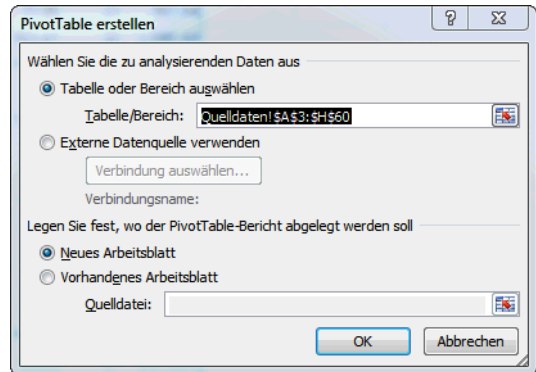 PivotTable erstellen
Wählen Sie die zu analysierenden Daten aus
Tabelle oder Bereich auswählen
Tabelle/Bereich: Quelldaten!$A$3:$H$60
Externe Datenquelle verwenden
Verbindung auswählen...
Verbindungsname:
Legen Sie fest, wo der PivotTable-Bericht abgelegt werden soll
Neues Arbeitsblatt
Vorhandenes Arbeitsblatt
Quelldatei:
OK Abbrechen